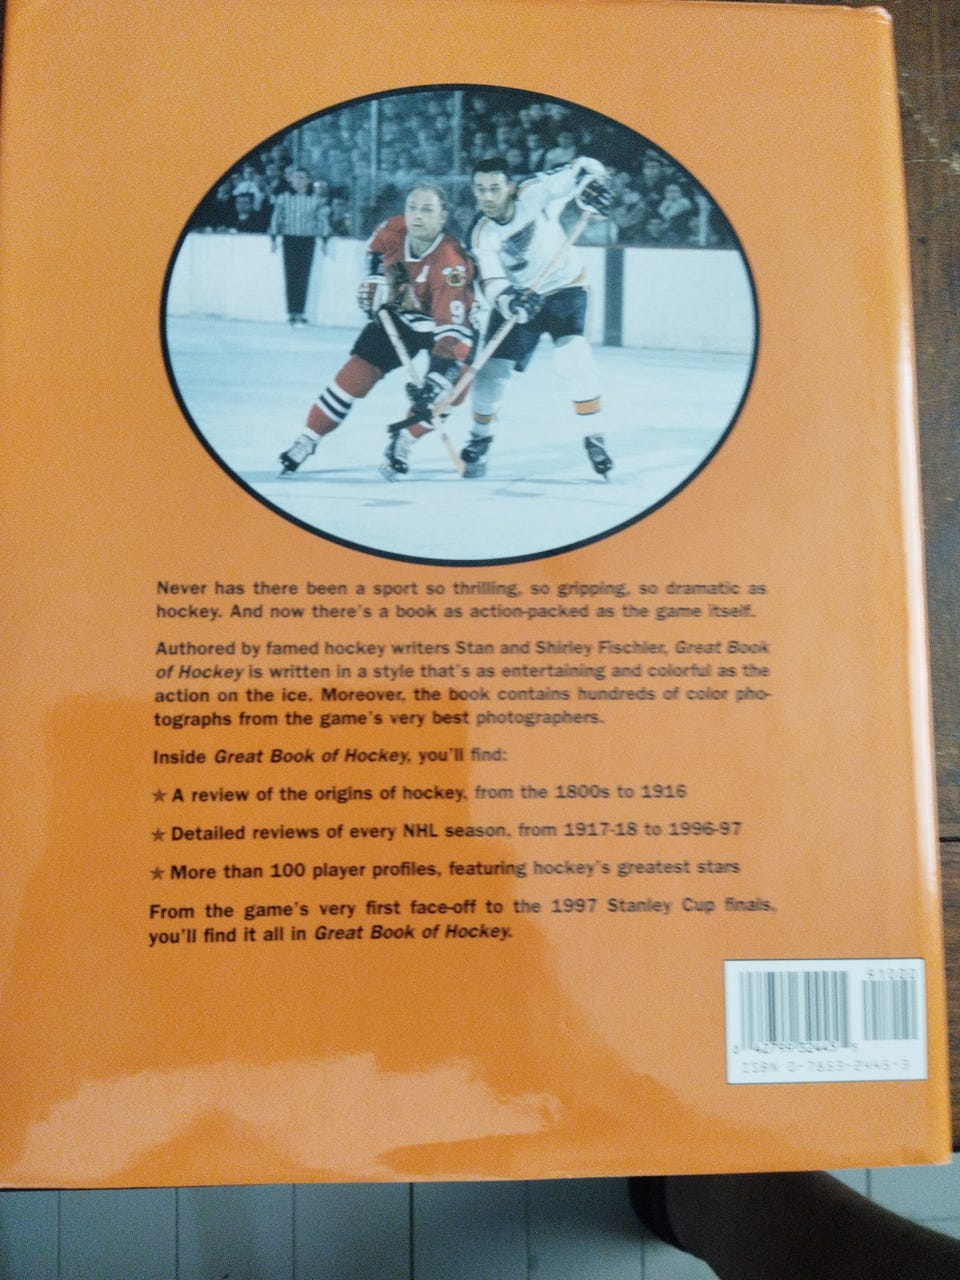 9
Never has there been a sport so thrilling, so gripping, so dramatic as
hockey. And now there's a book as action-packed as the game itself.
Authored by famed hockey writers Stan and Shirley Fischler, Great Book
of Hockey is written in a style that's as entertaining and colorful as the
action on the ice. Moreover, the book contains hundreds of color pho-
tographs from the game's very best photographers.
Inside Great Book of Hockey, you'll find:
★ A review of the origins of hockey, from the 1800s to 1916
★ Detailed reviews of every NHL season, from 1917-18 to 1996-97
★ More than 100 player profiles, featuring hockey's greatest stars
From the game's very first face-off to the 1997 Stanley Cup finals,
you'll find it all in Great Book of Hockey.
ISBN